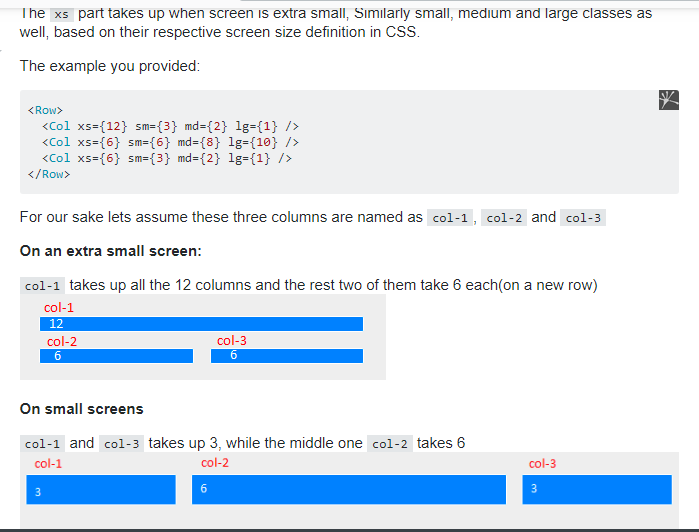 The xs part takes up when screen is extra small, Similarly small, medium and large classes as
well, based on their respective screen size definition in CSS.
The example you provided:
<Row>
<Col xs={12} sm={3} md={2} lg={1} />
<Col xs={6} sm={6} md={8} lg={10} />
<Col xs={6} sm={3} md={2} lg={1} />
</Row>
For our sake lets assume these three columns are named as col-1 , col-2 and col-3
On an extra small screen:
col-1 takes up all the 12 columns and the rest two of them take 6 each(on a new row)
col-1
12
col-2 col-3
6 6
On small screens
col-1 and col-3 takes up 3, while the middle one col-2 takes 6
col-1 col-2 col-3
3 6 3